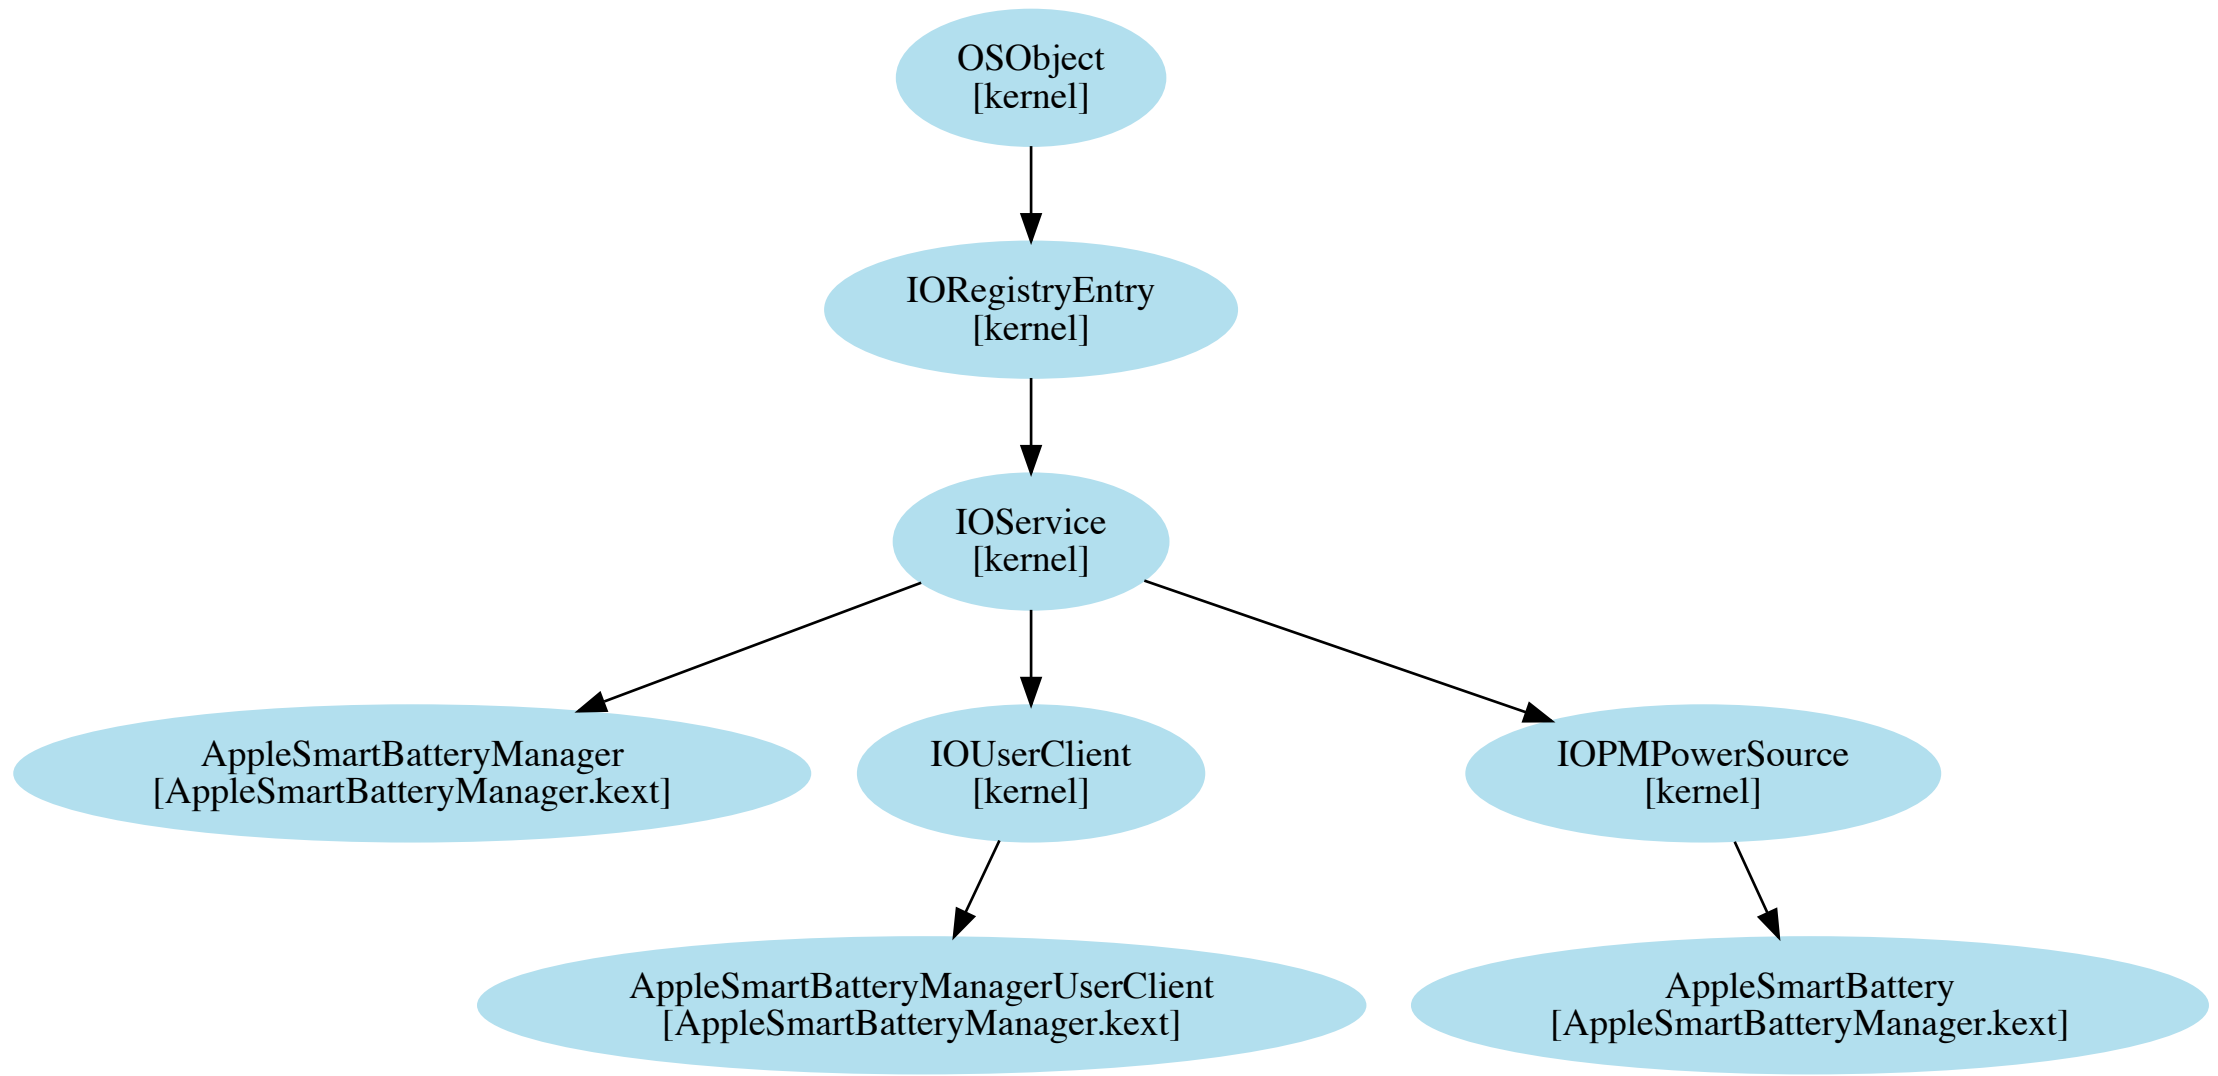 OSObject
[kernel]
IORegistryEntry
[kernel]
IOService
[kernel]
AppleSmartBatteryManager
[AppleSmartBatteryManager.kext]
IOUserClient
[kernel]
IOPMPowerSource
[kernel]
AppleSmartBatteryManagerUserClient
[AppleSmartBatteryManager.kext]
AppleSmartBattery
[AppleSmartBatteryManager.kext]